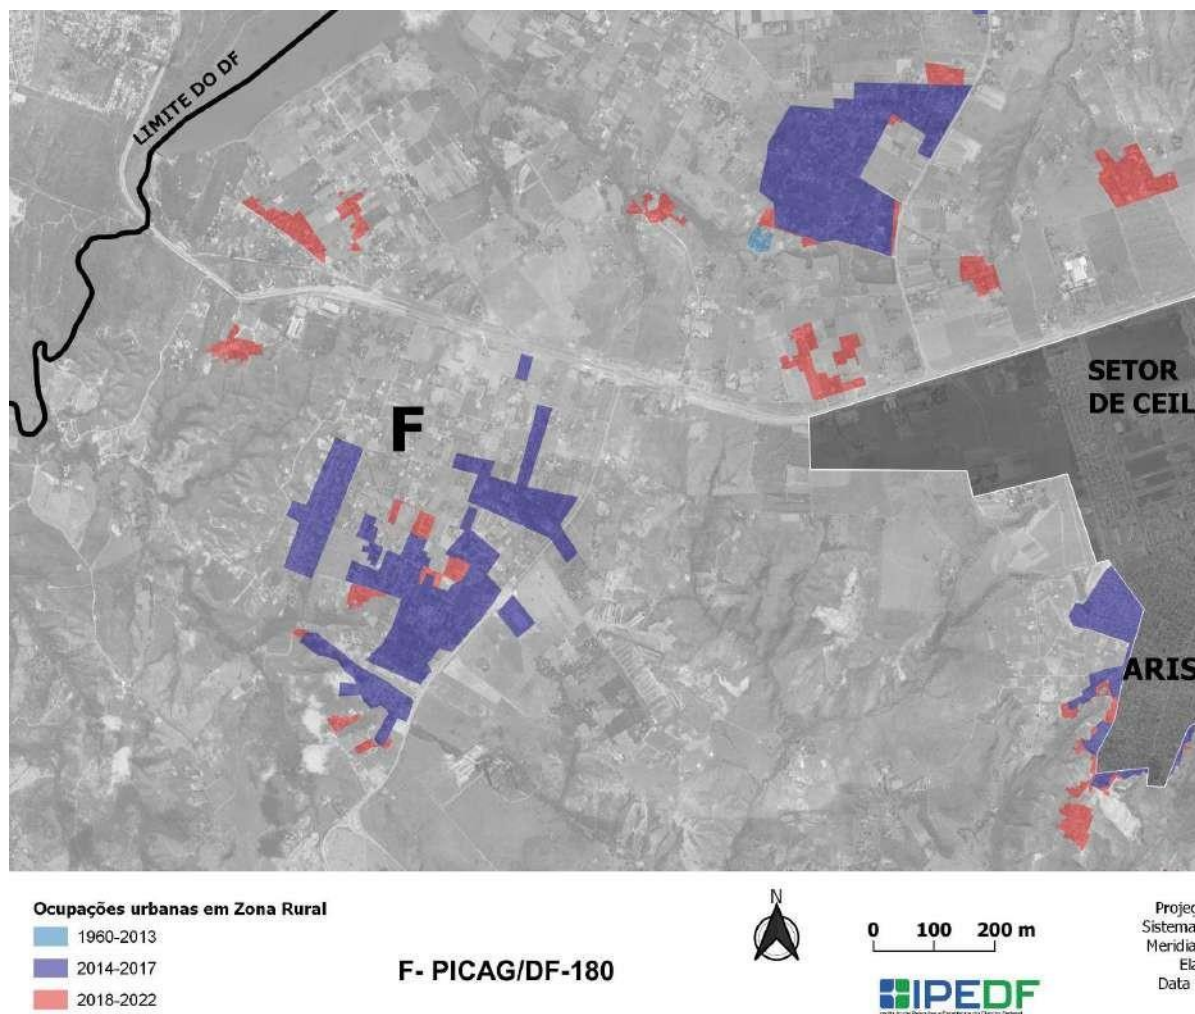 LIMITE DO DF
SETOR
DE CEIL
F
ARIS
Ocupações urbanas em Zona Rural
1960-2013
2014-2017
2018-2022
F- PICAG/DF-180
N
0 100 200 m
IPEDF
Projeç
Sistema
Meridia
Ela
Data